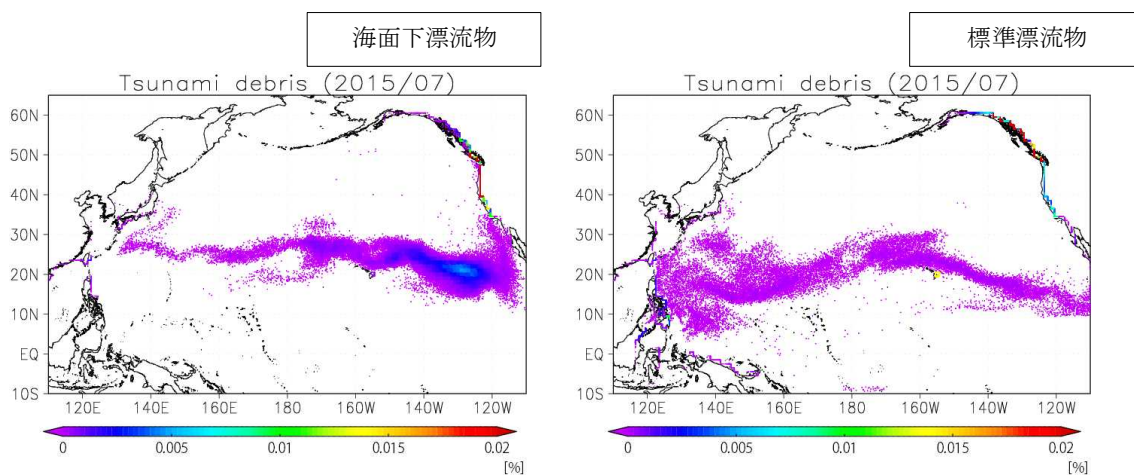 海面下漂流物
Tsunami debris (2015/07)
60N
50N
40N
30N
20N
10N
EQ
10S
120E
140E
160E
180
160W
140W
120W
0
0.005
0.01
0.015
0.02
[%]
標準漂流物
Tsunami debris (2015/07)
60N
50N
40N
30N
20N
10N
EQ
10S
120E
140E
160E
180
160W
140W
120W
0
0.005
0.01
0.015
0.02
[%]